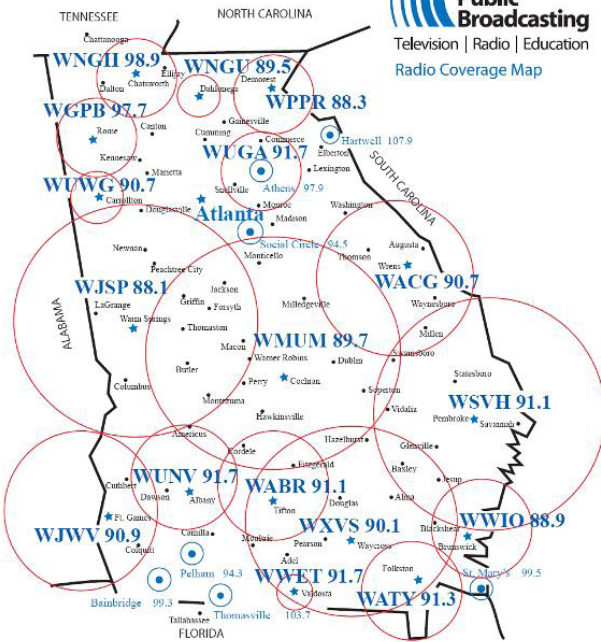 TENNESSEE
NORTH CAROLINA
Public
Broadcasting
Television | Radio | Education
Radio Coverage Map
Chattanooga
WNGH 98.9
Ellijay
Dalton
Chatsworth
WNGU 89.5
Dahlonega
Demorest
WPPR 88.3
WGPB 97.7
Rome
Canton
Gainesville
Cumming
Commerce
Hartwell 107.9
Elberton
WUGA 91.7
Kennesaw
Marietta
Lexington
SOUTH CAROLINA
WUWG 90.7
Carrollton
Snellville
Athens 97.9
Douglasville
Atlanta
Monroe
Madison
Washington
Social Circle 94.5
Newnan
Monticello
Thomson
Augusta
Peachtree City
Wrens
WACG 90.7
WJSP 88.1
Jackson
Griffin
Forsyth
Milledgeville
Waynesboro
LaGrange
Warm Springs
Thomaston
Millen
ALABAMA
WMUM 89.7
Macon
Warner Robins
Dublin
Swainsboro
Butler
Perry
Cochran
Statesboro
Columbus
Montezuma
Soperton
WSVH 91.1
Hawkinsville
Vidalia
Pembroke
Savannah
Americus
Cordele
Hazelhurst
Glenville
Fitzgerald
Baxley
Jesup
Cuthbert
WUNV 91.7
Dawson
Albany
WABR 91.1
Tifton
Douglas
Alma
Ft. Gaines
WJWV 90.9
Camilla
Moultrie
Pearson
WXVS 90.1
Waycross
Blackshear
WWIO 88.9
Brunswick
Colquitt
Adel
Pelham 94.3
WWET 91.7
Valdosta
Folkston
WATY 91.3
St. Mary's 99.5
Bainbridge 99.3
Thomasville 103.7
Tallahassee
FLORIDA